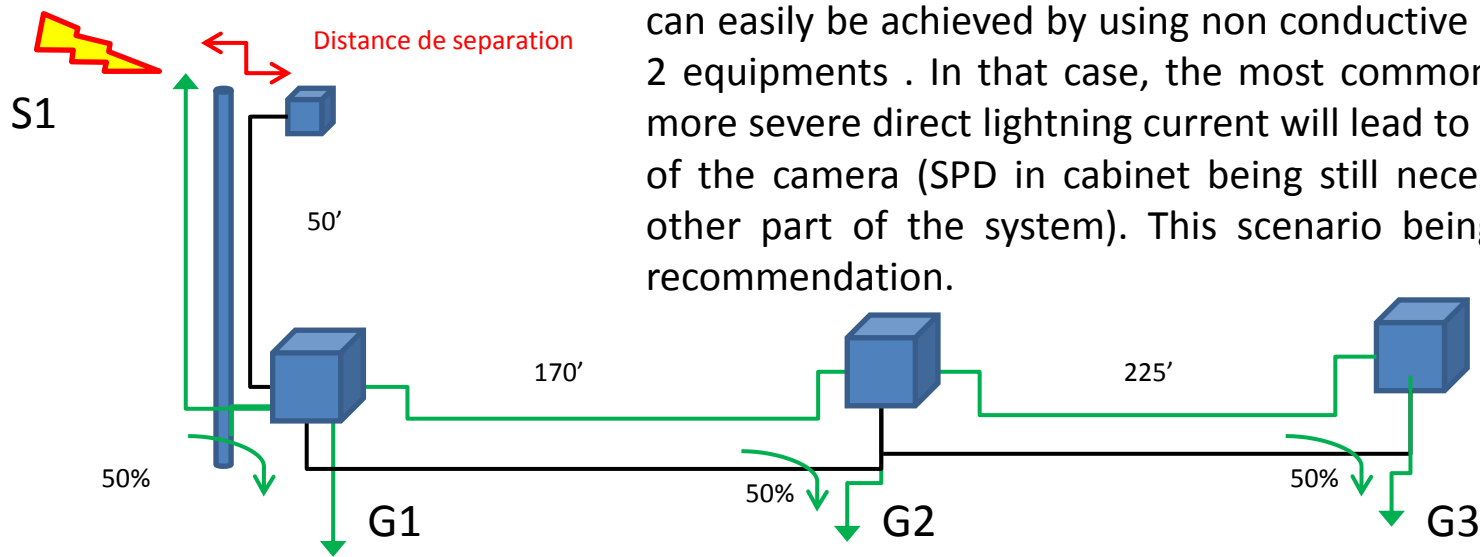 can easily be achieved by using non conductive
Distance de separation
2 equipments . In that case, the most common
S1
more severe direct lightning current will lead to
of the camera (SPD in cabinet being still nece
50’
other part of the system). This scenario being
recommendation.
170’
225’
50%
50%
50%
G1
G2
G3